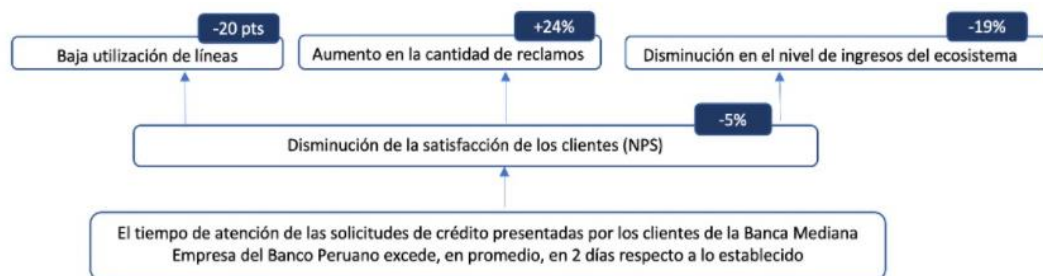 -20 pts
Baja utilización de líneas
+24%
Aumento en la cantidad de reclamos
-19%
Disminución en el nivel de ingresos del ecosistema
-5%
Disminución de la satisfacción de los clientes (NPS)
El tiempo de atención de las solicitudes de crédito presentadas por los clientes de la Banca Mediana
Empresa del Banco Peruano excede, en promedio, en 2 días respecto a lo establecido